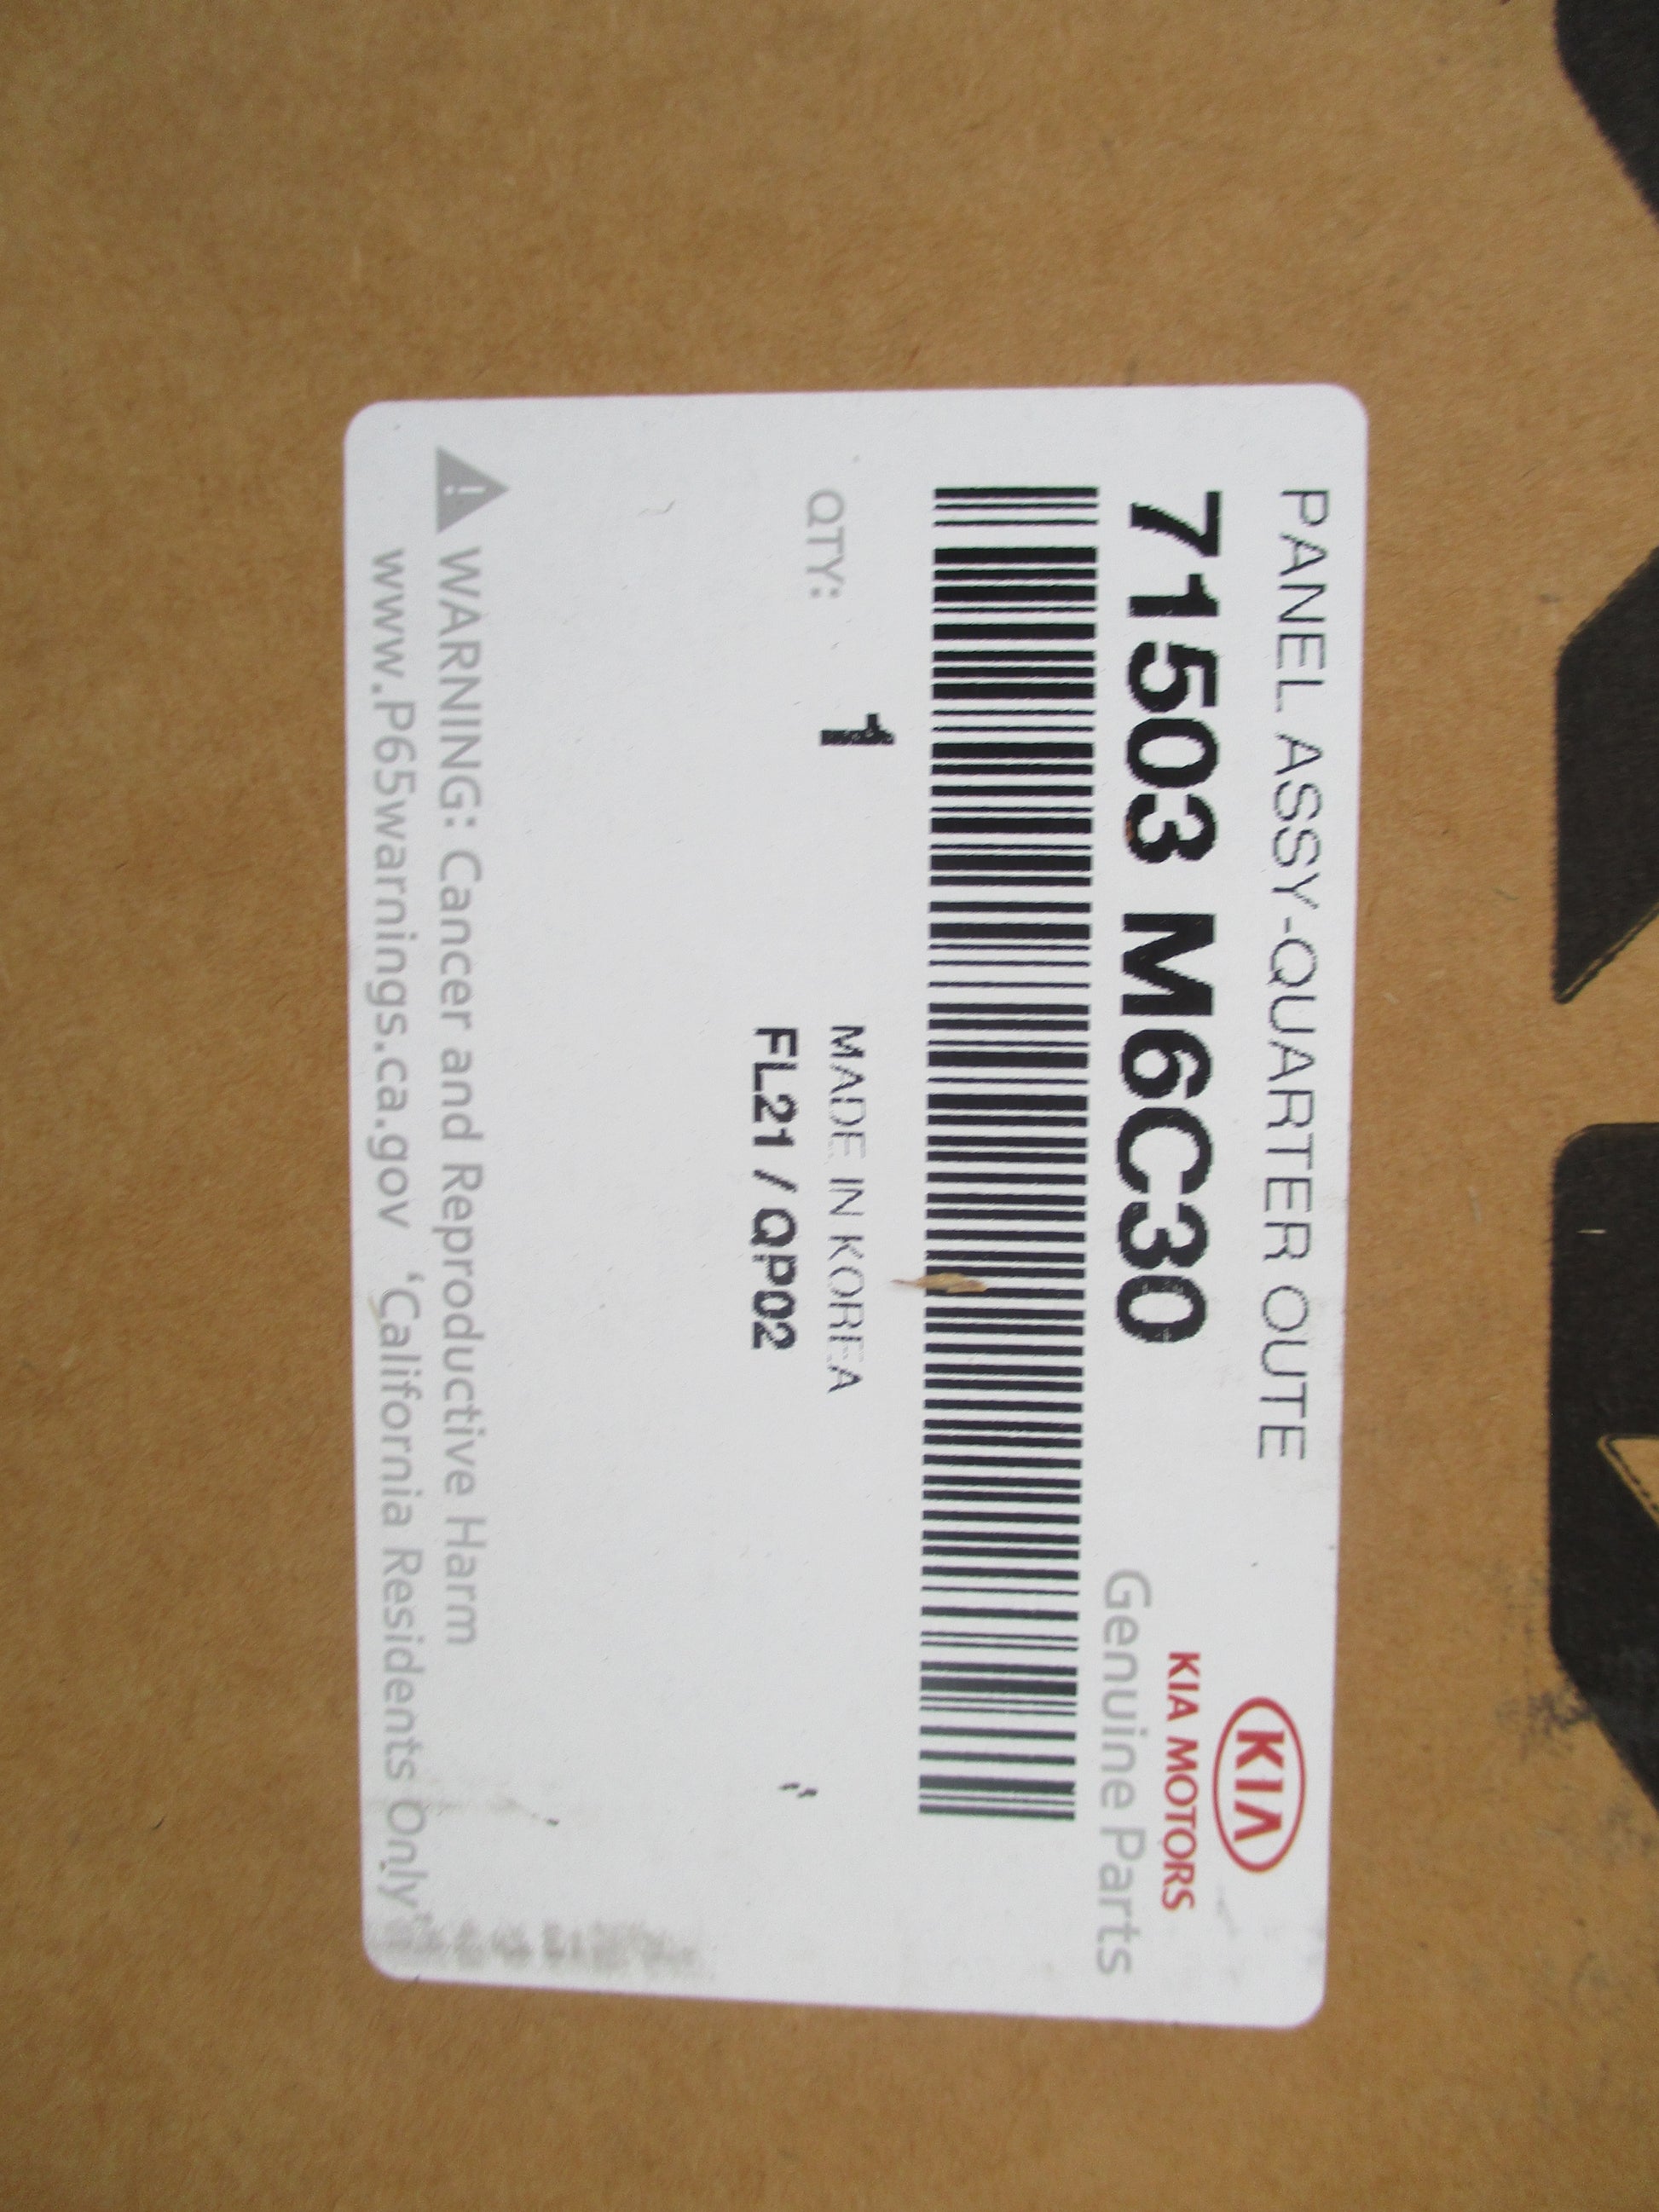 PANEL ASSY-QUARTER OUTE
71503 M6C30
KIA
KIA MOTORS
Genuine Parts
QTY: 1
MADE IN KOREA
FL21 / QP02
WARNING: Cancer and Reproductive Harm
www.P65warnings.ca.gov 'California Residents Only'